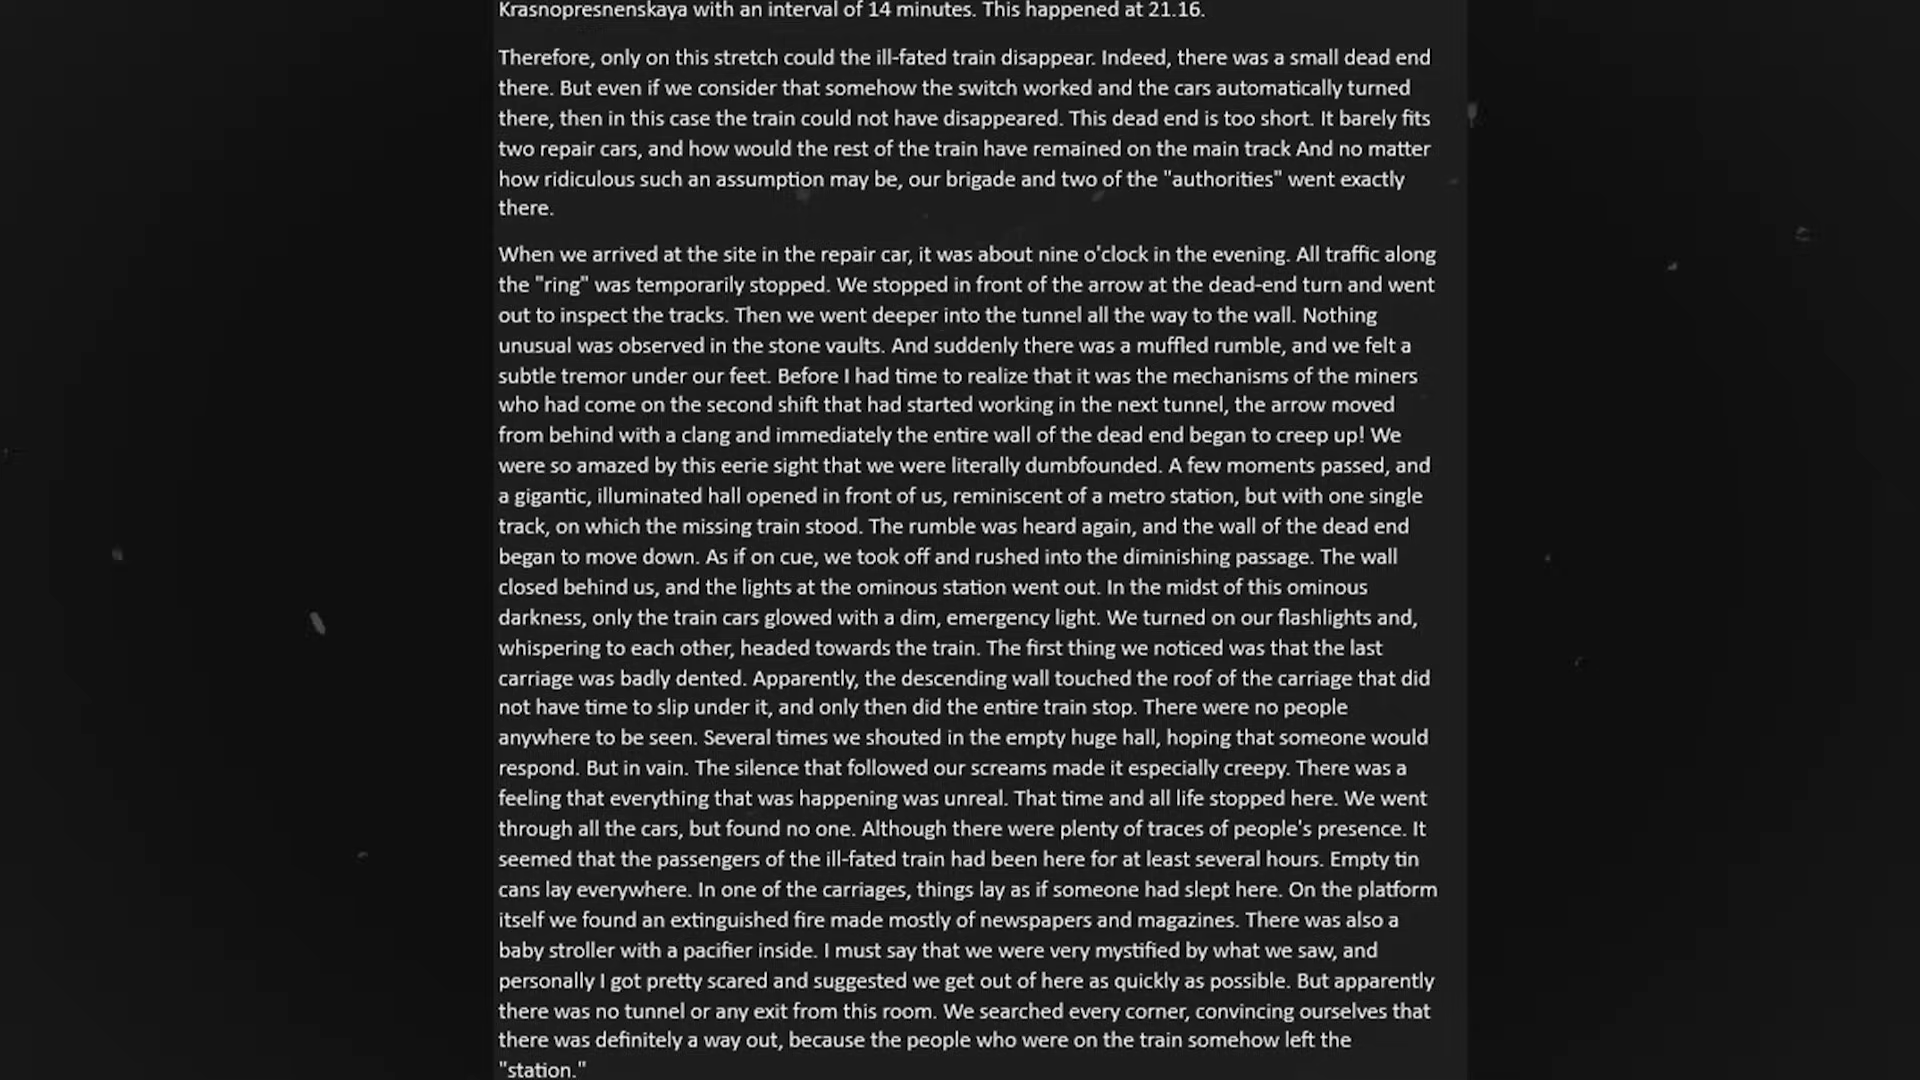 Krasnopresnenskaya with an interval of 14 minutes. This happened at 21.16.
Therefore, only on this stretch could the ill-fated train disappear. Indeed, there was a small dead end
there. But even if we consider that somehow the switch worked and the cars automatically turned
there, then in this case the train could not have disappeared. This dead end is too short. It barely fits
two repair cars, and how would the rest of the train have remained on the main track And no matter
how ridiculous such an assumption may be, our brigade and two of the "authorities" went exactly
there.
When we arrived at the site in the repair car, it was about nine o'clock in the evening. All traffic along
the "ring" was temporarily stopped. We stopped in front of the arrow at the dead-end turn and went
out to inspect the tracks. Then we went deeper into the tunnel all the way to the wall. Nothing
unusual was observed in the stone vaults. And suddenly there was a muffled rumble, and we felt a
subtle tremor under our feet. Before I had time to realize that it was the mechanisms of the miners
who had come on the second shift that had started working in the next tunnel, the arrow moved
from behind with a clang and immediately the entire wall of the dead end began to creep up! We
were so amazed by this eerie sight that we were literally dumbfounded. A few moments passed, and
a gigantic, illuminated hall opened in front of us, reminiscent of a metro station, but with one single
track, on which the missing train stood. The rumble was heard again, and the wall of the dead end
began to move down. As if on cue, we took off and rushed into the diminishing passage. The wall
closed behind us, and the lights at the ominous station went out. In the midst of this ominous
darkness, only the train cars glowed with a dim, emergency light. We turned on our flashlights and,
whispering to each other, headed towards the train. The first thing we noticed was that the last
carriage was badly dented. Apparently, the descending wall touched the roof of the carriage that did
not have time to slip under it, and only then did the entire train stop. There were no people
anywhere to be seen. Several times we shouted in the empty huge hall, hoping that someone would
respond. But in vain. The silence that followed our screams made it especially creepy. There was a
feeling that everything that was happening was unreal. That time and all life stopped here. We went
through all the cars, but found no one. Although there were plenty of traces of people's presence. It
seemed that the passengers of the ill-fated train had been here for at least several hours. Empty tin
cans lay everywhere. In one of the carriages, things lay as if someone had slept here. On the platform
itself we found an extinguished fire made mostly of newspapers and magazines. There was also a
baby stroller with a pacifier inside. I must say that we were very mystified by what we saw, and
personally I got pretty scared and suggested we get out of here as quickly as possible. But apparently
there was no tunnel or any exit from this room. We searched every corner, convincing ourselves that
there was definitely a way out, because the people who were on the train somehow left the
"station."